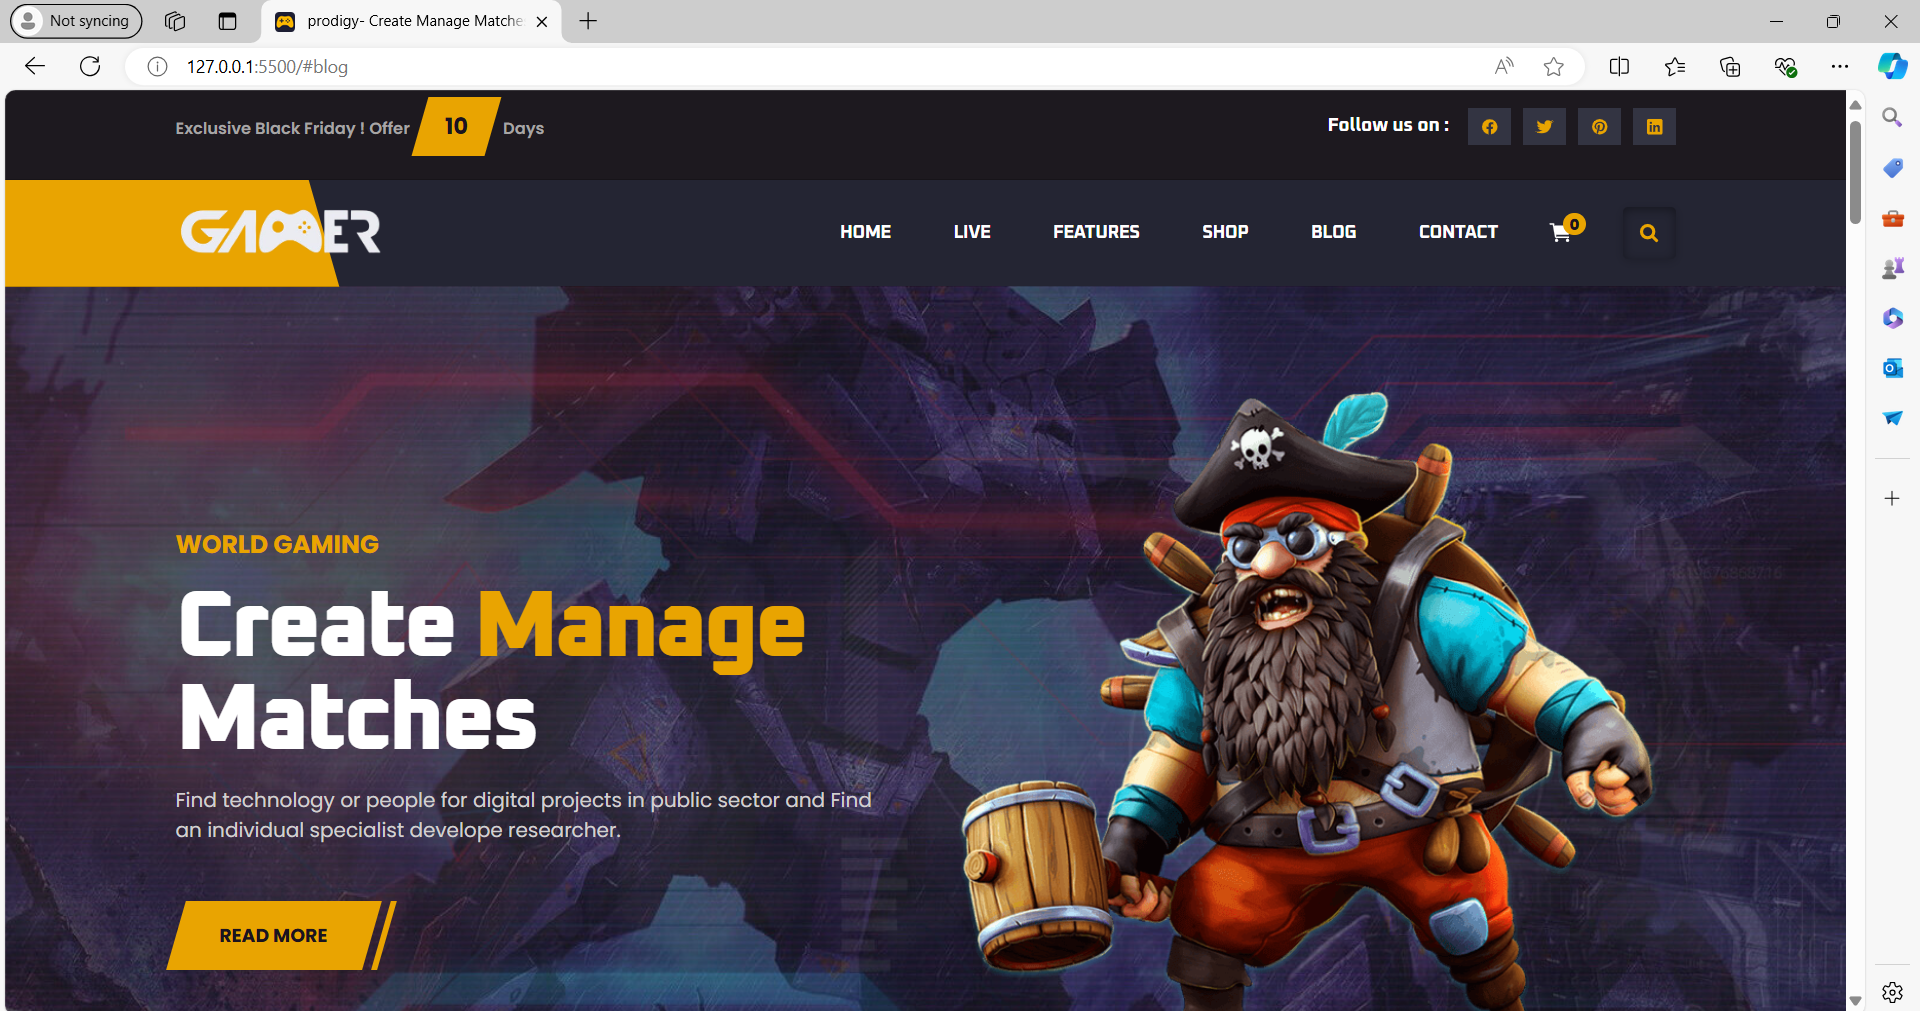 Not syncing
prodigy- Create Manage Matche
127.0.0.1:5500/#blog
Exclusive Black Friday ! Offer 10 Days
Follow us on :
GAMER
HOME LIVE FEATURES SHOP BLOG CONTACT 0
WORLD GAMING
Create Manage
Matches
Find technology or people for digital projects in public sector and Find
an individual specialist develope researcher.
READ MORE